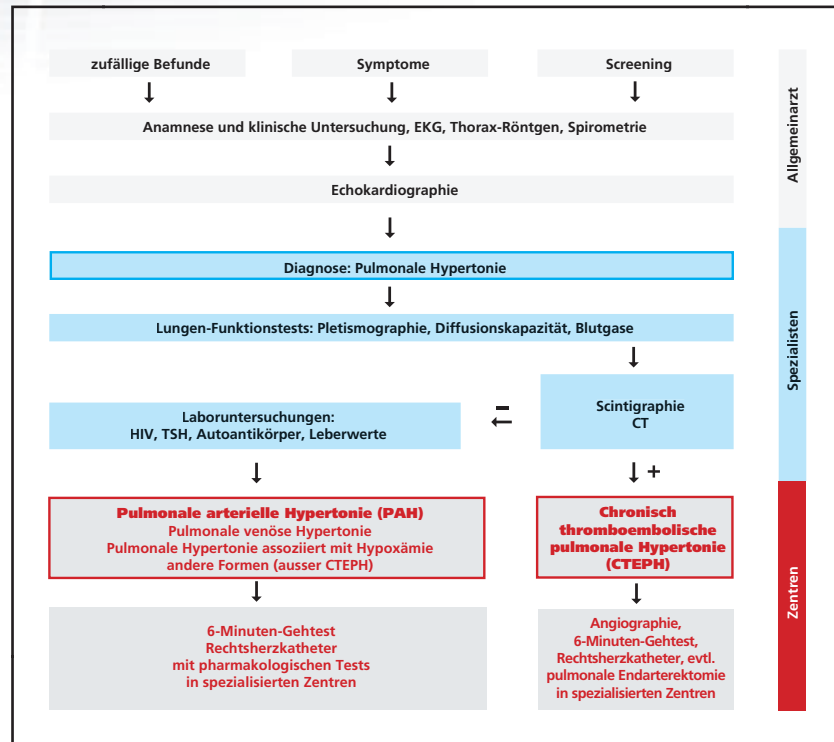 zufällige Befunde
Symptome
Screening
Anamnese und klinische Untersuchung, EKG, Thorax-Röntgen, Spirometrie
Echokardiographie
Allgemeinarzt
Diagnose: Pulmonale Hypertonie
Lungen-Funktionstests: Pletismographie, Diffusionskapazität, Blutgase
Scintigraphie
CT
–
Laboruntersuchungen:
HIV, TSH, Autoantikörper, Leberwerte
+
Spezialisten
Pulmonale arterielle Hypertonie (PAH)
Pulmonale venöse Hypertonie
Pulmonale Hypertonie assoziiert mit Hypoxämie
andere Formen (ausser CTEPH)
Chronisch
thromboembolische
pulmonale Hypertonie
(CTEPH)
6-Minuten-Gehtest
Rechtsherzkatheter
mit pharmakologischen Tests
in spezialisierten Zentren
Angiographie,
6-Minuten-Gehtest,
Rechtsherzkatheter, evtl.
pulmonale Endarterektomie
in spezialisierten Zentren
Zentren